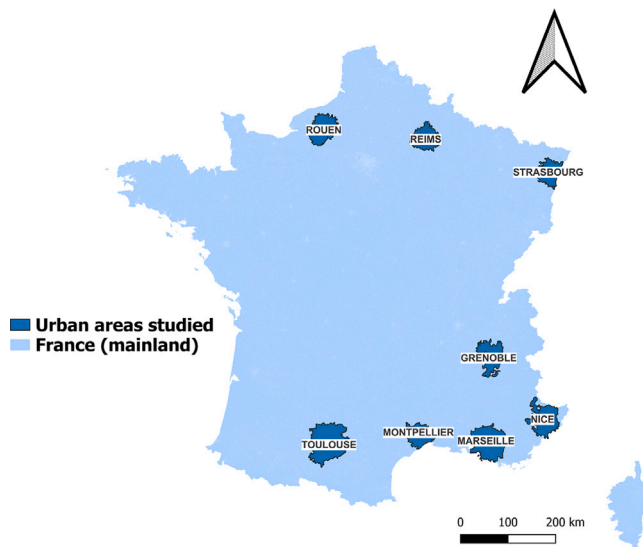 ROUEN
REIMS
STRASBOURG
Urban areas studied
France (mainland)
GRENOBLE
NICE
MONTPELLIER
MARSEILLE
TOULOUSE
0 100 200 km